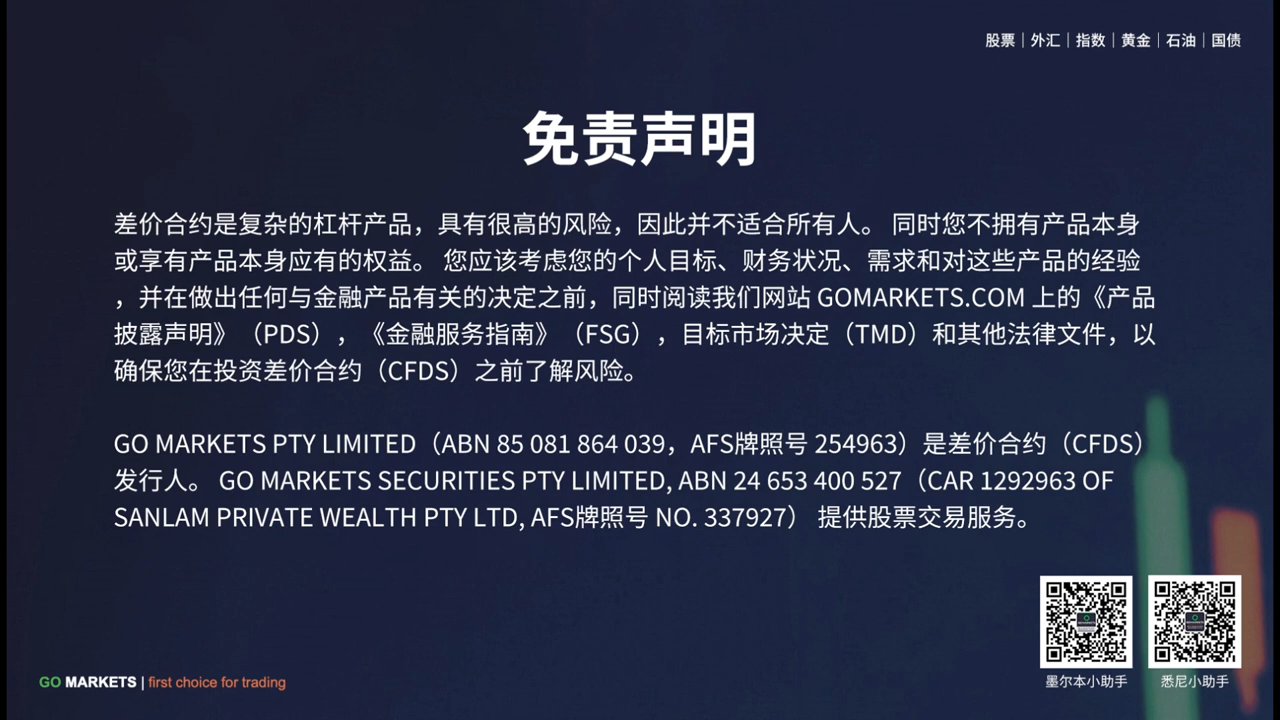 股票｜外汇｜指数｜黄金｜石油｜国债
免责声明
差价合约是复杂的杠杆产品，具有很高的风险，因此并不适合所有人。 同时您不拥有产品本身
或享有产品本身应有的权益。 您应该考虑您的个人目标、财务状况、需求和对这些产品的经验
，并在做出任何与金融产品有关的决定之前，同时阅读我们网站 GOMARKETS.COM 上的《产品
披露声明》（PDS），《金融服务指南》（FSG），目标市场决定（TMD）和其他法律文件，以
确保您在投资差价合约（CFDS）之前了解风险。
GO MARKETS PTY LIMITED（ABN 85 081 864 039，AFS牌照号 254963）是差价合约（CFDS）
发行人。 GO MARKETS SECURITIES PTY LIMITED, ABN 24 653 400 527（CAR 1292963 OF
SANLAM PRIVATE WEALTH PTY LTD, AFS牌照号 NO. 337927） 提供股票交易服务。
GO MARKETS | first choice for trading
墨尔本小助手
悉尼小助手